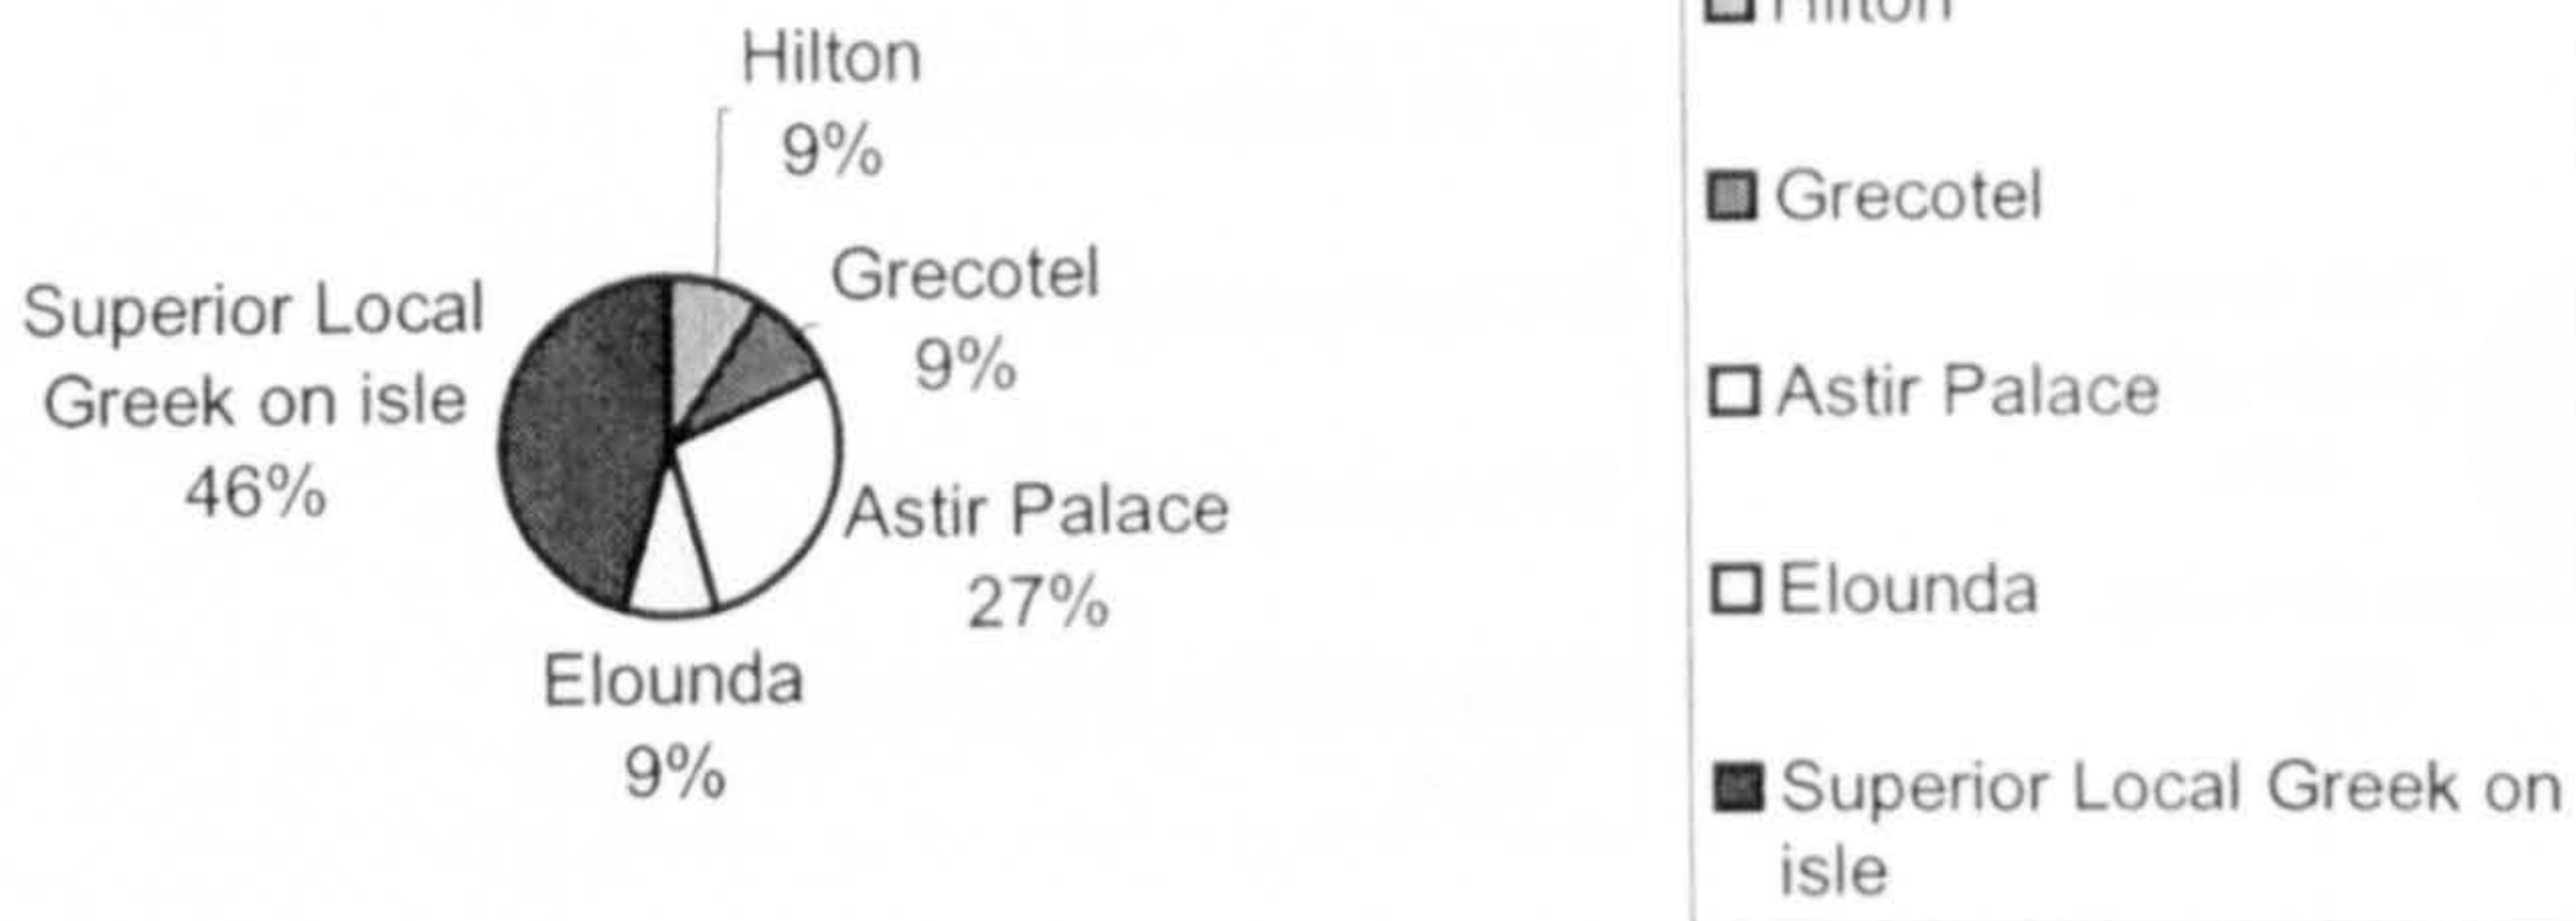 Hilton
9%
Grecotel
9%
Superior Local
Greek on isle
46%
Astir Palace
27%
Elounda
9%
Hilton
Grecotel
Astir Palace
Elounda
Superior Local Greek on
isle